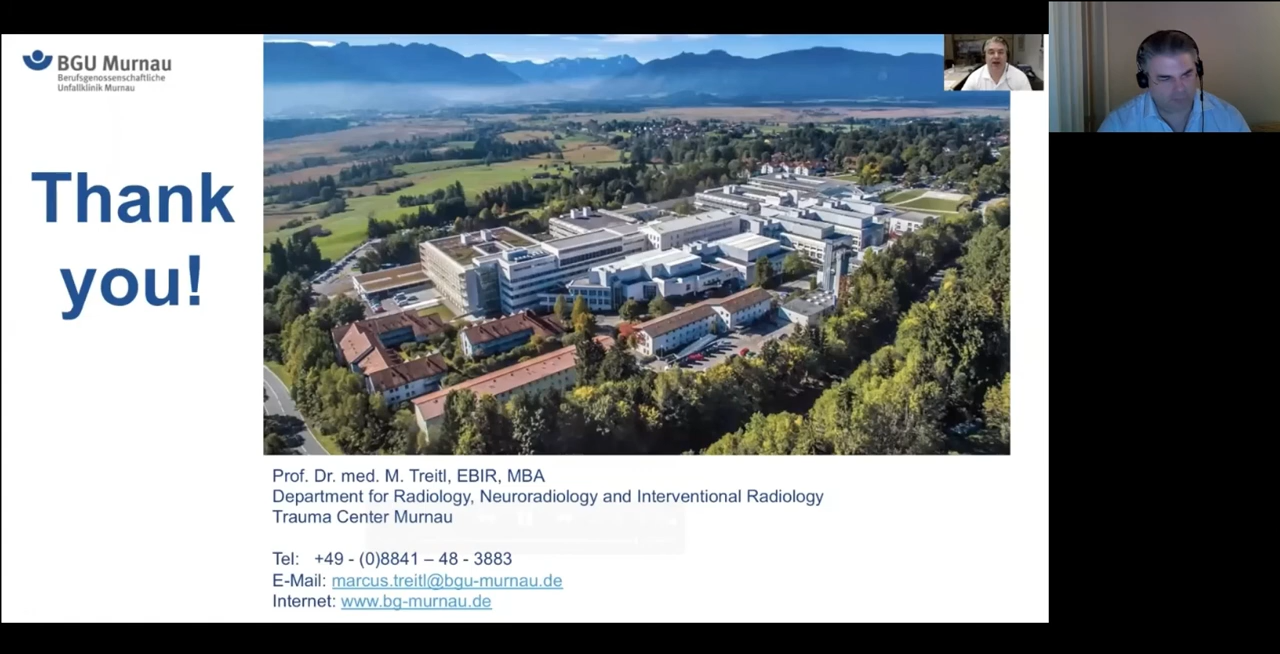 BGU Murnau
Berufsgenossenschaftliche
Unfallklinik Murnau
Thank
you!
Prof. Dr. med. M. Treitl, EBIR, MBA
Department for Radiology, Neuroradiology and Interventional Radiology
Trauma Center Murnau
Tel: +49 - (0)8841 – 48 - 3883
E-Mail: marcus.treitl@bgu-murnau.de
Internet: www.bg-murnau.de